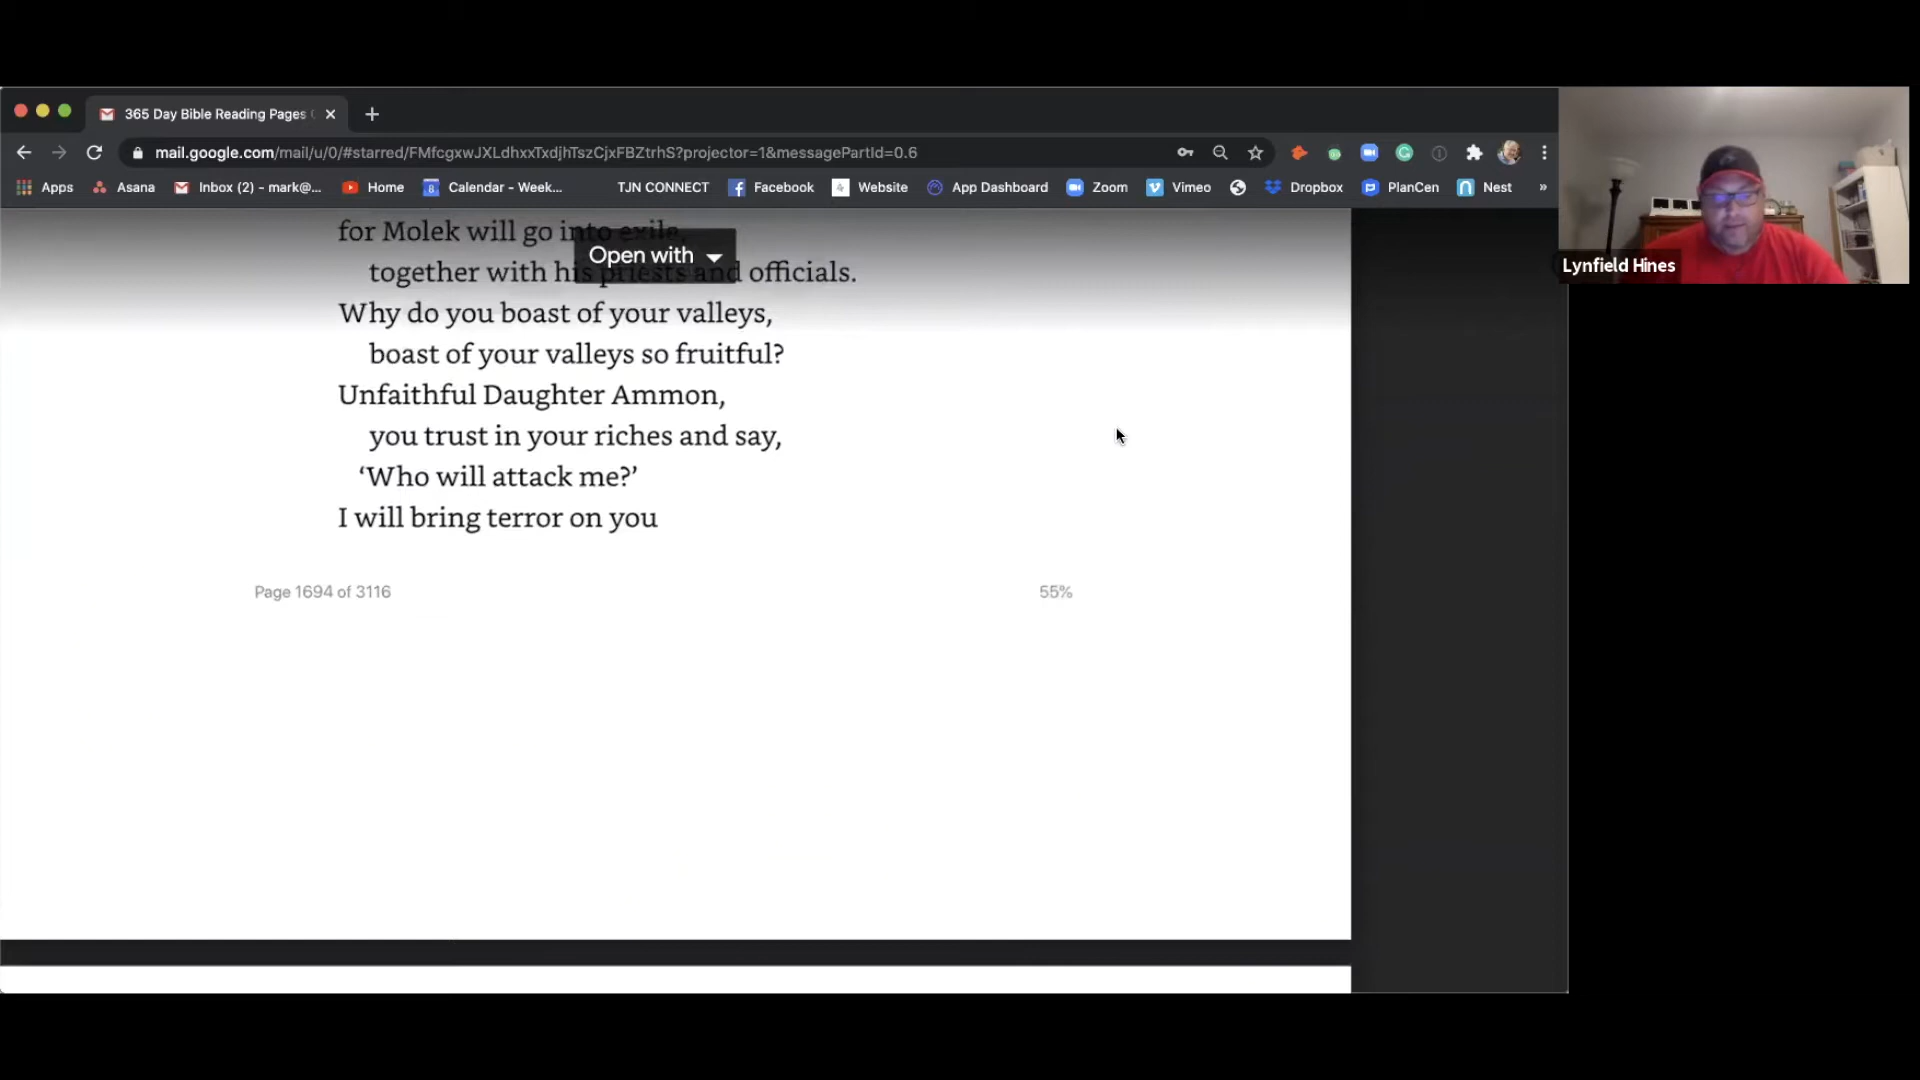 365 Day Bible Reading Pages
mail.google.com/mail/u/0/#starred/FMfcgxwJXLdhxxTxdjhTszCjxFBZtrhS?projector=1&messagePartId=0.6
Apps Asana Inbox (2) - mark@... Home Calendar - Week... TJN CONNECT Facebook Website App Dashboard Zoom Vimeo Dropbox PlanCen Nest »
for Molek will go into exile,
Open with
together with his priests and officials.
Why do you boast of your valleys,
boast of your valleys so fruitful?
Unfaithful Daughter Ammon,
you trust in your riches and say,
‘Who will attack me?’
I will bring terror on you
Page 1694 of 3116 55%
Lynfield Hines